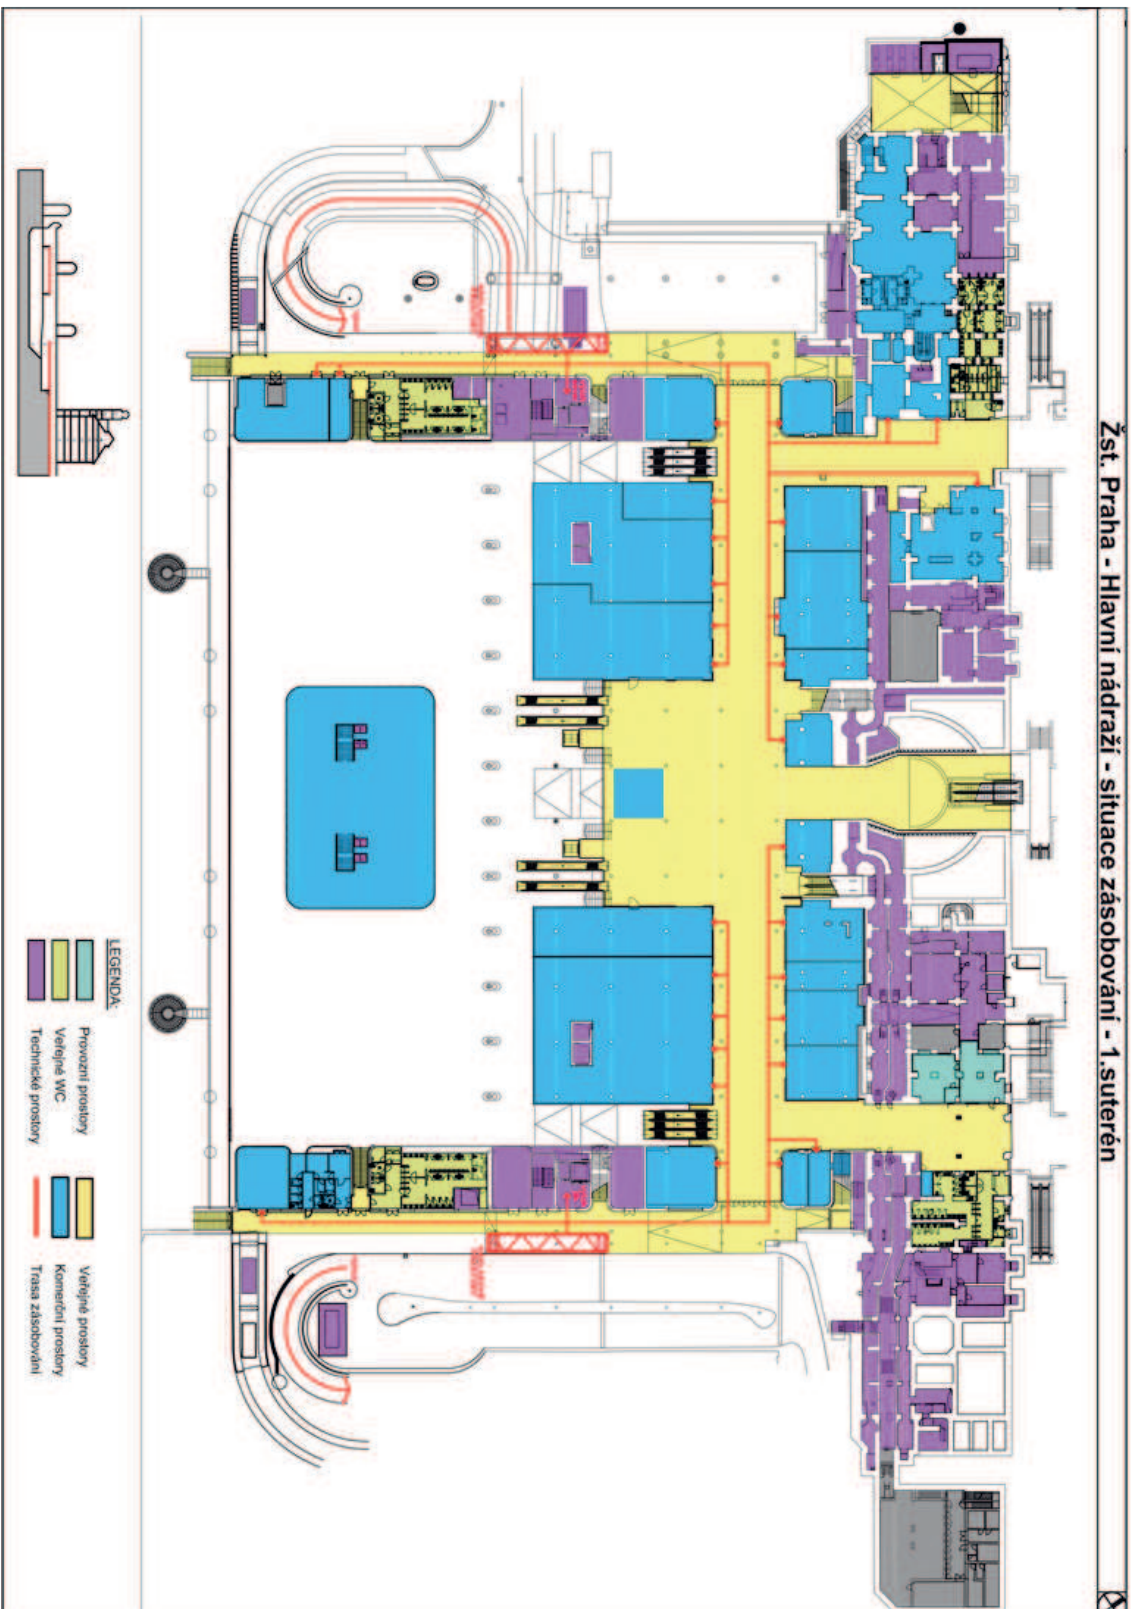 Žst. Praha - Hlavní nádraží - situace zásobování - 1.suterén
LEGENDA:
Provozní prostory
Veřejné WC
Technické prostory
Veřejné prostory
Komerční prostory
Trasa zásobování